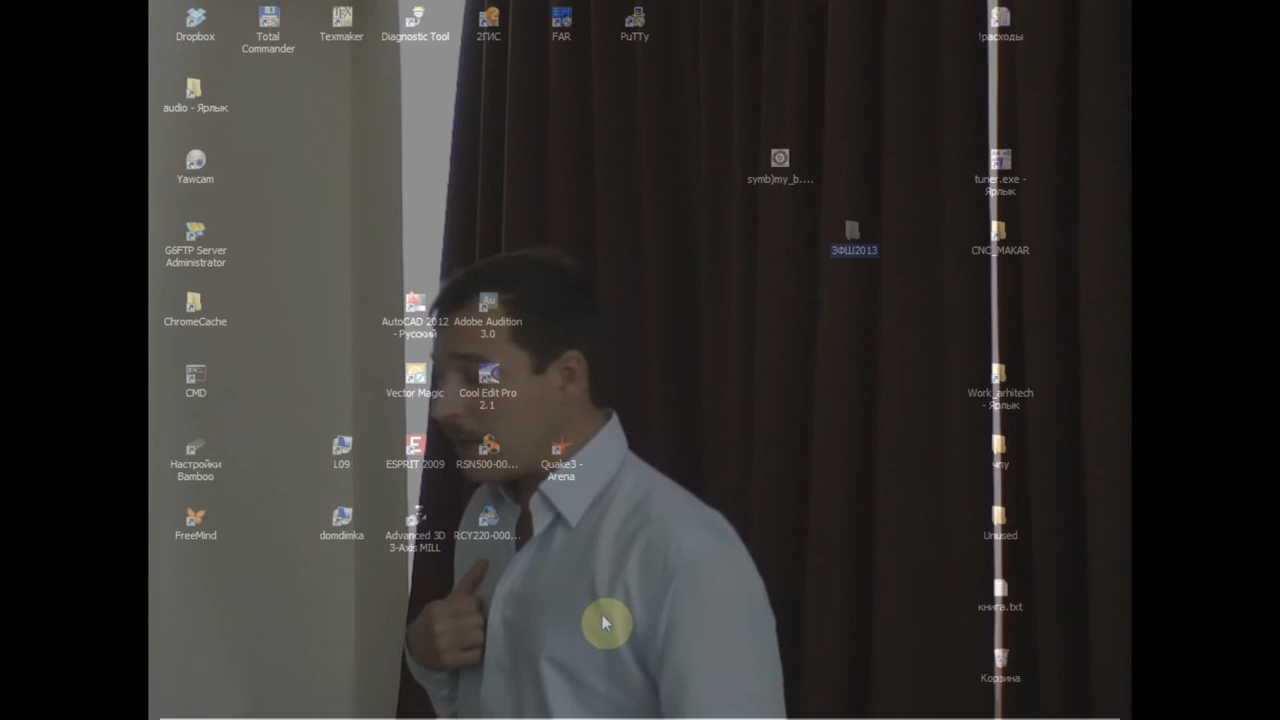 Dropbox
Total
Commander
Texmaker
Diagnostic Tool
2ГИС
FAR
PuTTy
!расходы
audio - Ярлык
Yawcam
symb)my_b....
tuner.exe -
Ярлык
G6FTP Server
Administrator
ЗФШ2013
CNC_MAKAR
ChromeCache
AutoCAD 2012
- Русский
Adobe Audition
3.0
CMD
Vector Magic
Cool Edit Pro
2.1
Work_arhitech
- Ярлык
Настройки
Bamboo
L09
ESPRIT 2009
RSN500-00...
Quake3 -
Arena
чпу
FreeMind
domdimka
Advanced 3D
3-Axis MILL
RCY220-000...
Unused
книга.txt
Корзина